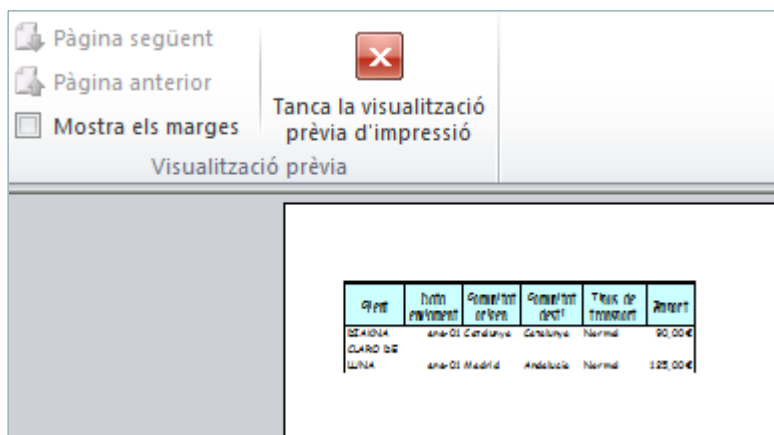 Pàgina següent
Pàgina anterior
Mostra els marges
Tanca la visualització
prèvia d'impressió
Visualització prèvia
Client Data enviament Comunitat origen Comunitat destí Tipus de transport Import
ene-01 Catalunya Catalunya Normal 90,00€
CLARO DE
LUNA ene-01 Madrid Andalucía Normal 125,00€